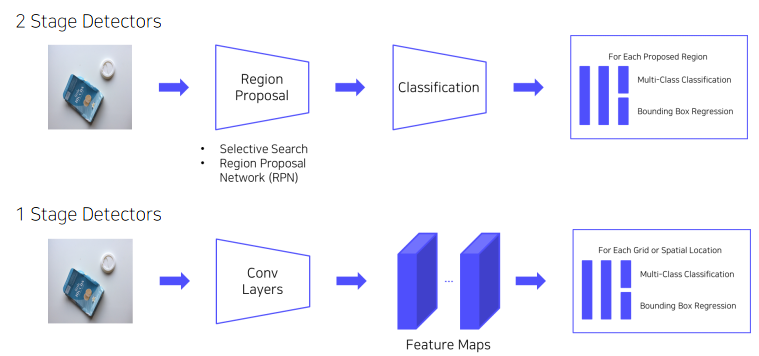 2 Stage Detectors
Region
Proposal
Classification
For Each Proposed Region
Multi-Class Classification
Bounding Box Regression
• Selective Search
• Region Proposal
Network (RPN)
1 Stage Detectors
Conv
Layers
...
Feature Maps
For Each Grid or Spatial Location
Multi-Class Classification
Bounding Box Regression